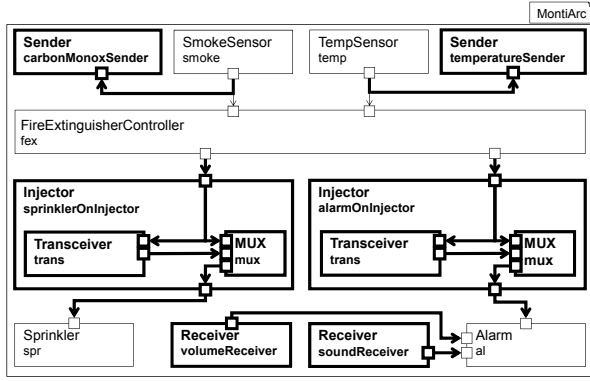 MontiArc
Sender
carbonMonoxSender
SmokeSensor
smoke
TempSensor
temp
Sender
temperatureSender
FireExtinguisherController
fex
Injector
sprinklerOnInjector
Transceiver
trans
MUX
mux
Injector
alarmOnInjector
Transceiver
trans
MUX
mux
Sprinkler
spr
Receiver
volumeReceiver
Receiver
soundReceiver
Alarm
al